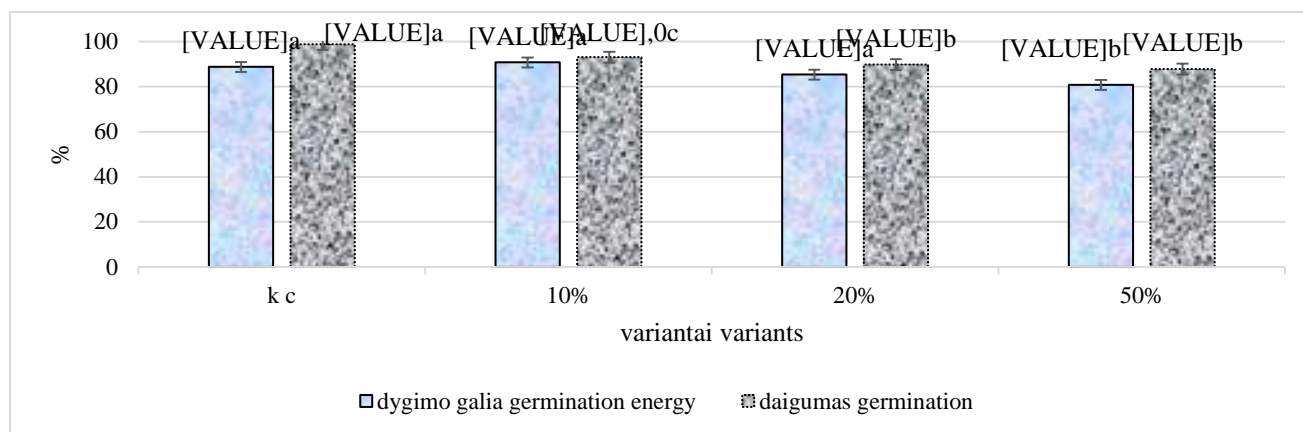 [VALUE]a [VALUE]a [VALUE]a [VALUE],0c [VALUE]a [VALUE]b [VALUE]b [VALUE]b
100
80
60
40
20
0
%
k c 10% 20% 50%
variantai variants
dygimo galia germination energy daigumas germination